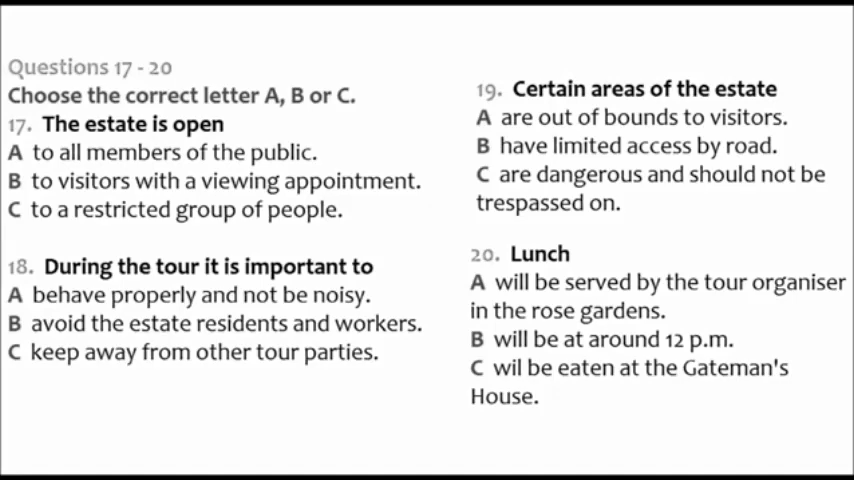 Questions 17 - 20
Choose the correct letter A, B or C.
17. The estate is open
A to all members of the public.
B to visitors with a viewing appointment.
C to a restricted group of people.
18. During the tour it is important to
A behave properly and not be noisy.
B avoid the estate residents and workers.
C keep away from other tour parties.
19. Certain areas of the estate
A are out of bounds to visitors.
B have limited access by road.
C are dangerous and should not be
trespassed on.
20. Lunch
A will be served by the tour organiser
in the rose gardens.
B will be at around 12 p.m.
C wil be eaten at the Gateman's
House.